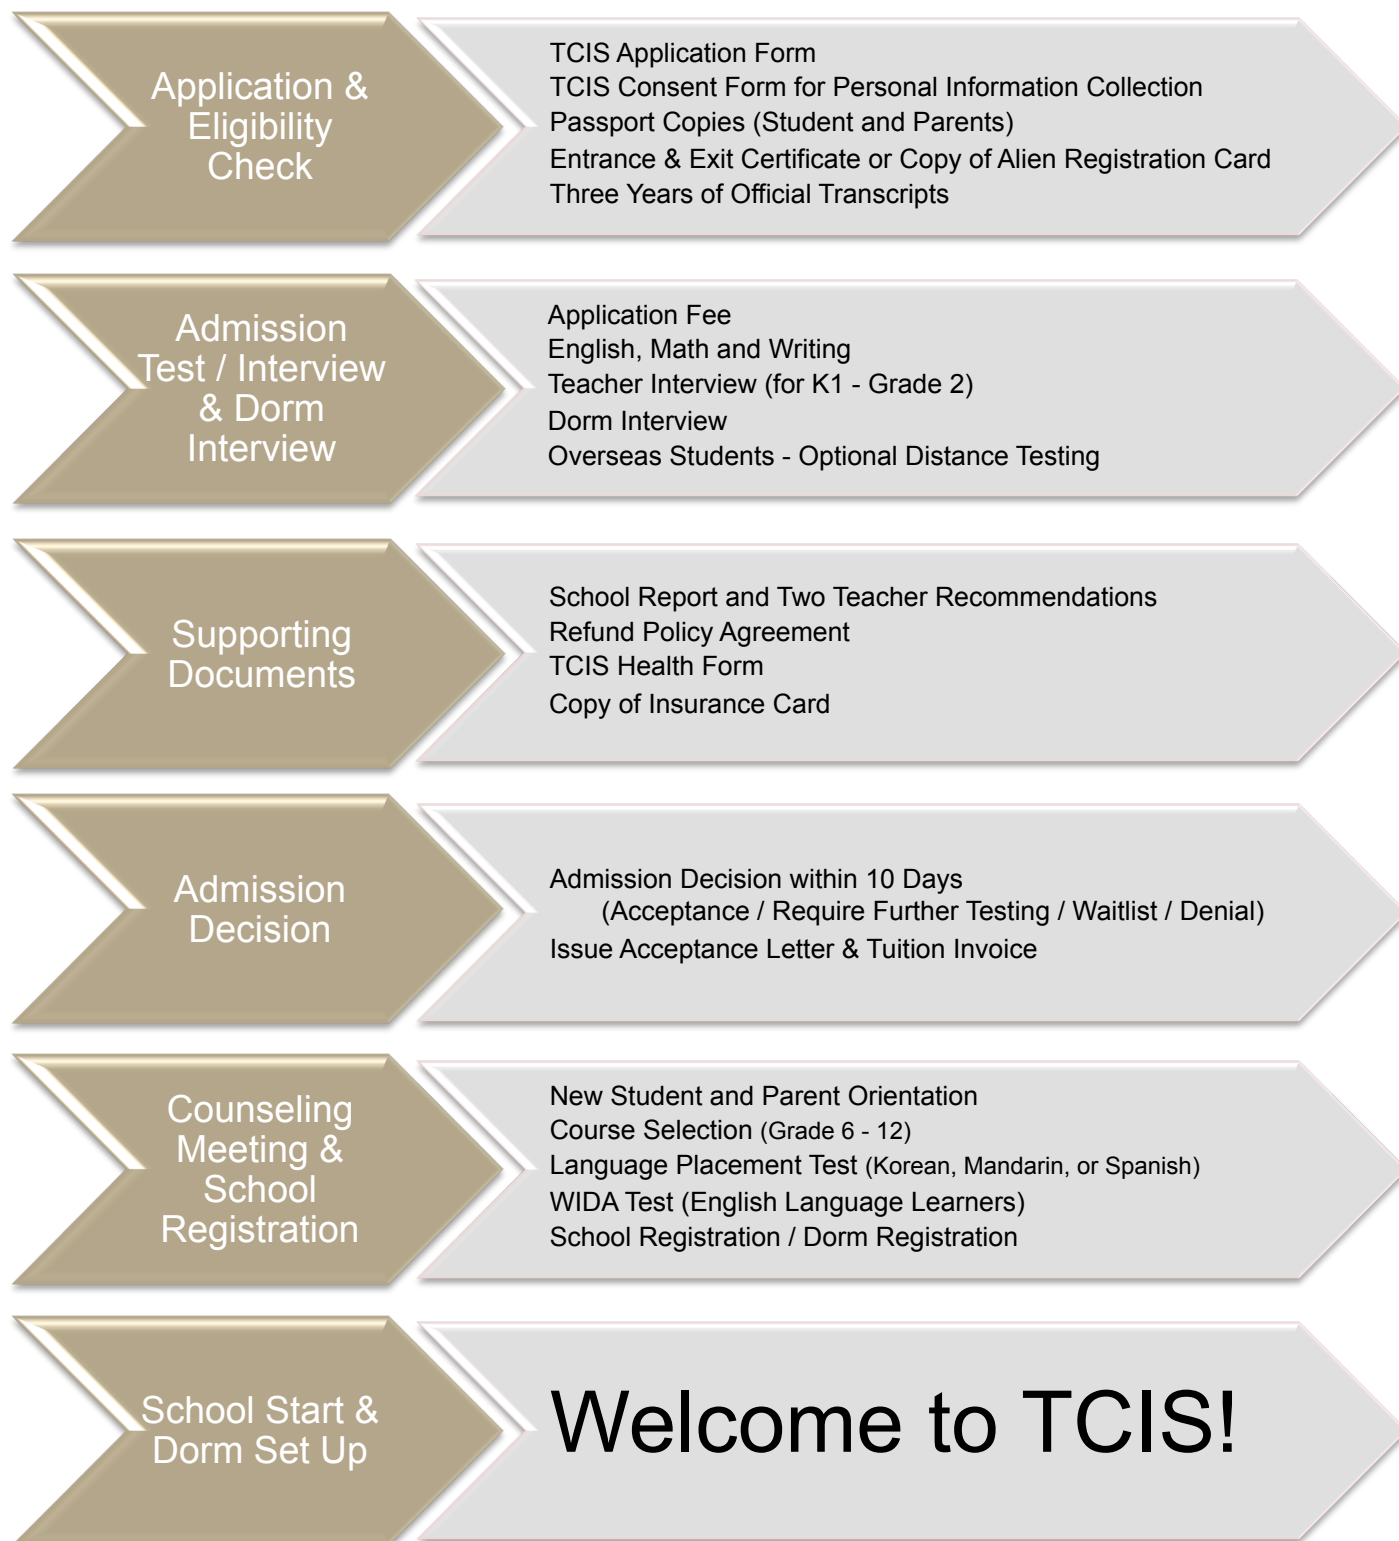 Application &
Eligibility
Check
TCIS Application Form
TCIS Consent Form for Personal Information Collection
Passport Copies (Student and Parents)
Entrance & Exit Certificate or Copy of Alien Registration Card
Three Years of Official Transcripts
Admission
Test / Interview
& Dorm
Interview
Application Fee
English, Math and Writing
Teacher Interview (for K1 - Grade 2)
Dorm Interview
Overseas Students - Optional Distance Testing
Supporting
Documents
School Report and Two Teacher Recommendations
Refund Policy Agreement
TCIS Health Form
Copy of Insurance Card
Admission
Decision
Admission Decision within 10 Days
(Acceptance / Require Further Testing / Waitlist / Denial)
Issue Acceptance Letter & Tuition Invoice
Counseling
Meeting &
School
Registration
New Student and Parent Orientation
Course Selection (Grade 6 - 12)
Language Placement Test (Korean, Mandarin, or Spanish)
WIDA Test (English Language Learners)
School Registration / Dorm Registration
School Start &
Dorm Set Up
Welcome to TCIS!